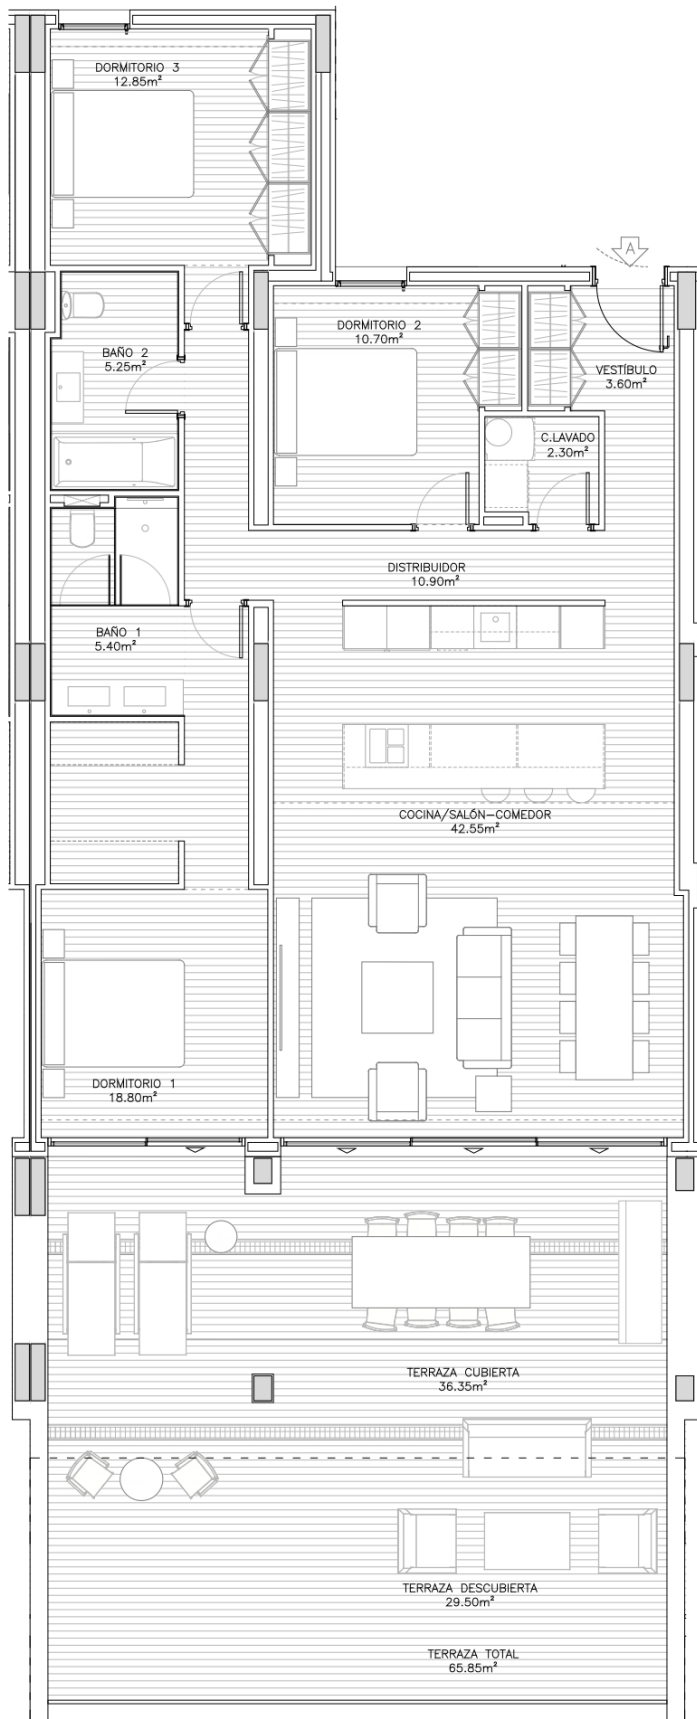 DORMITORIO 3
12.85m²
A
DORMITORIO 2
10.70m²
BAÑO 2
5.25m²
VESTÍBULO
3.60m²
C.LAVADO
2.30m²
DISTRIBUIDOR
10.90m²
BAÑO 1
5.40m²
COCINA/SALÓN-COMEDOR
42.55m²
DORMITORIO 1
18.80m²
TERRAZA CUBIERTA
36.35m²
TERRAZA DESCUBIERTA
29.50m²
TERRAZA TOTAL
65.85m²